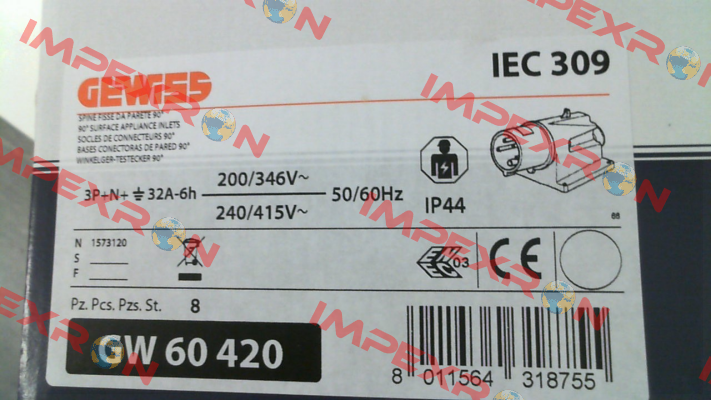 GEWISS
IEC 309
SPINE FISSE DA PARETE 90°
90° SURFACE APPLIANCE INLETS
SOCLES DE CONNECTEURS 90°
BASES CONECTORAS DE PARED 90°
WINKELGER-TESTECKER 90°
3P+N+⏚ 32A-6h 200/346V~ 240/415V~ 50/60Hz
IP44
66
N 1573120
S
F
03
CE
Pz. Pcs. Pzs. St. 8
GW 60 420
8 011564 318755
IMPEXRON
IMPEXRON
IMPEXRON
IMPEXRON
IMPEXRON
IMPEXRON